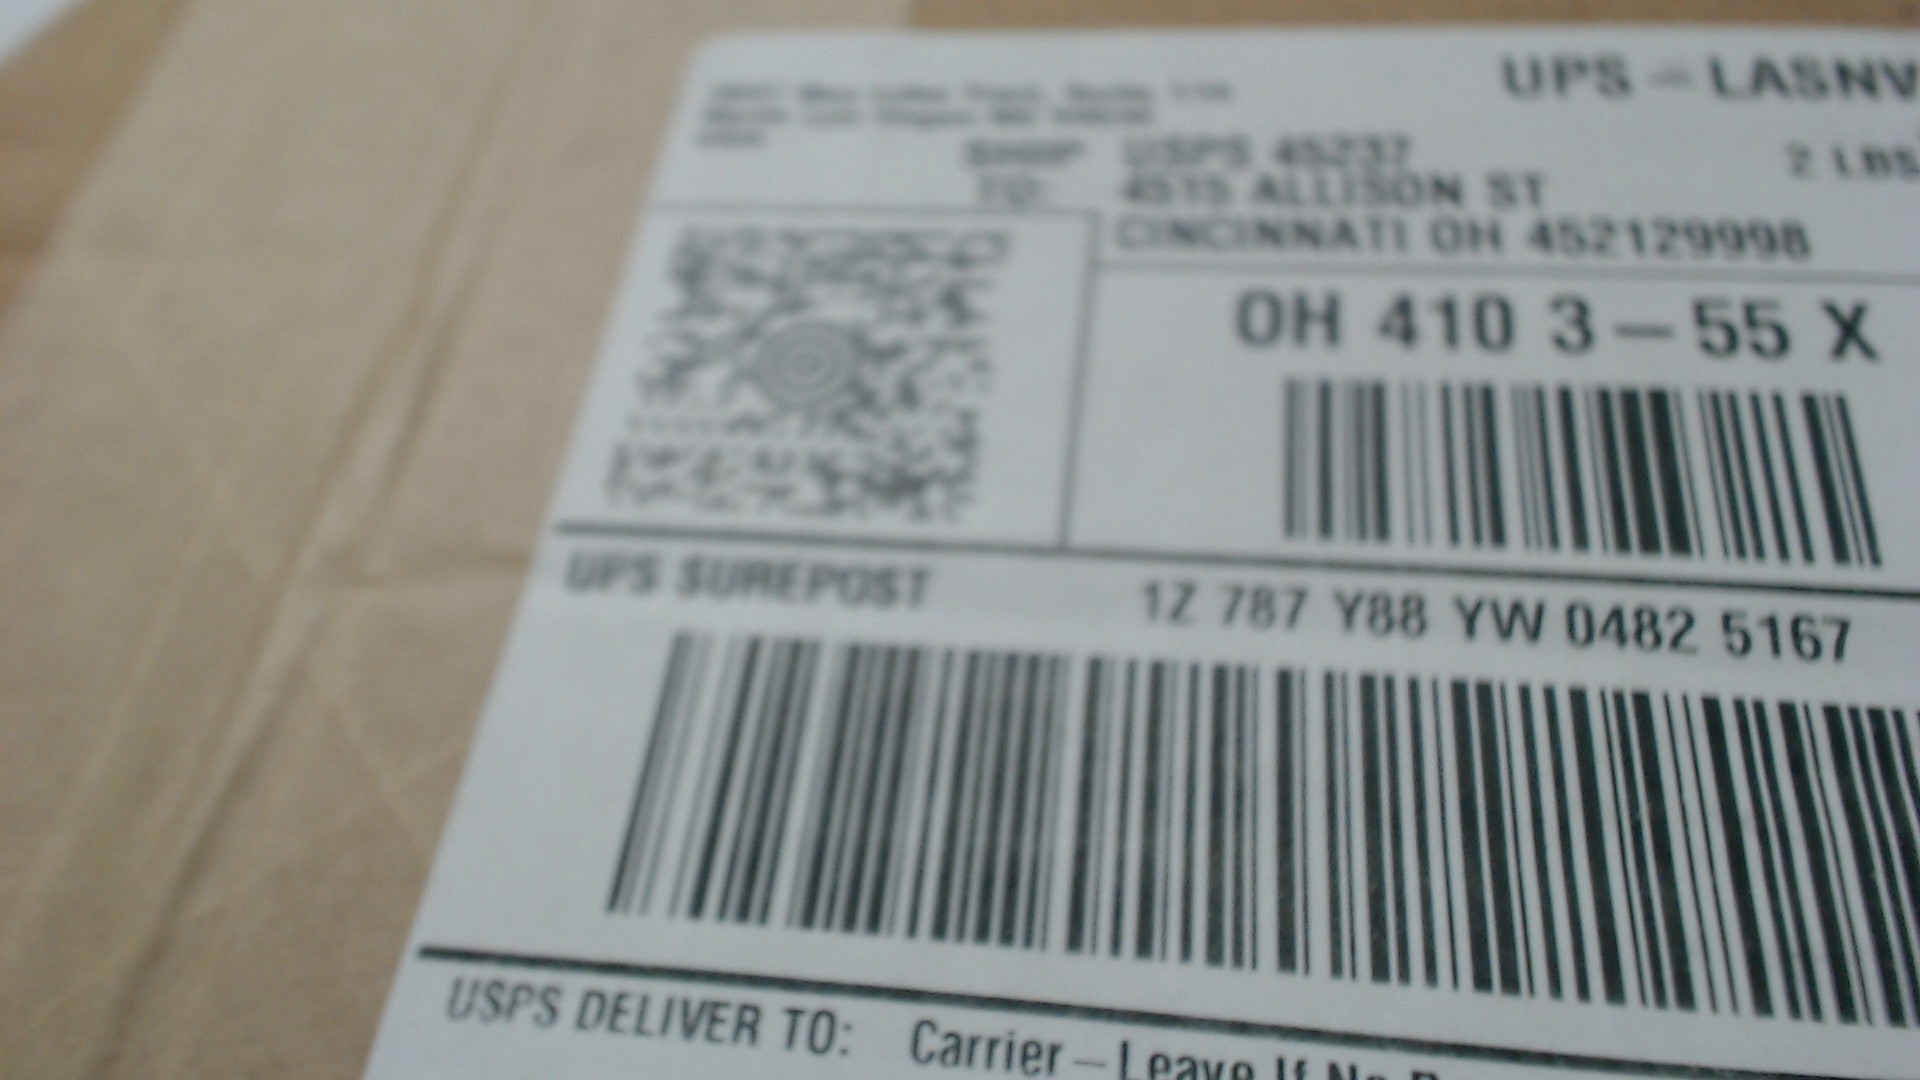 UPS - LASNV
2 LBS
SHIP TO: USPS 45237
4515 ALLISON ST
CINCINNATI OH 452129998
OH 410 3-55 X
UPS SUREPOST 1Z 787 Y88 YW 0482 5167
USPS DELIVER TO: Carrier - Leave If No